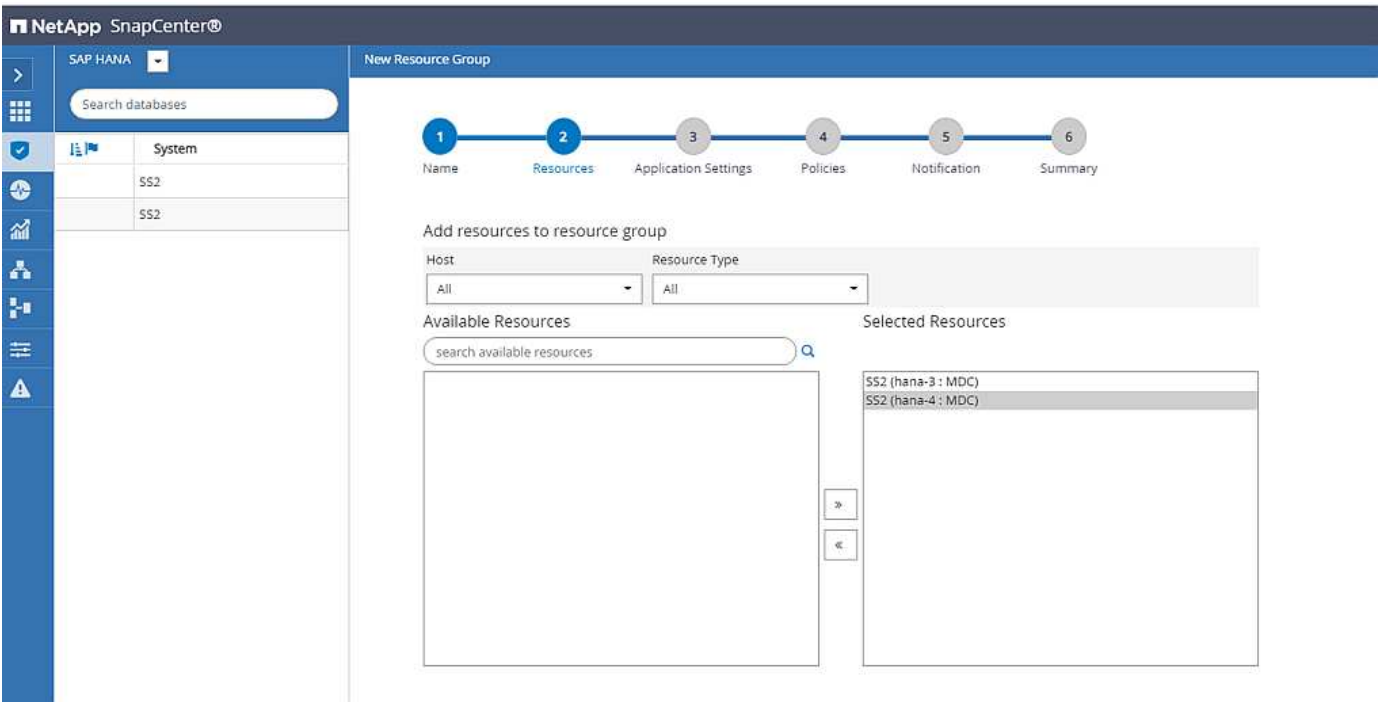 NetApp SnapCenter®
SAP HANA
Search databases
System
SS2
SS2
New Resource Group
1 2 3 4 5 6
Name Resources Application Settings Policies Notification Summary
Add resources to resource group
Host Resource Type
All All
Available Resources Selected Resources
search available resources
SS2 (hana-3 : MDC)
SS2 (hana-4 : MDC)